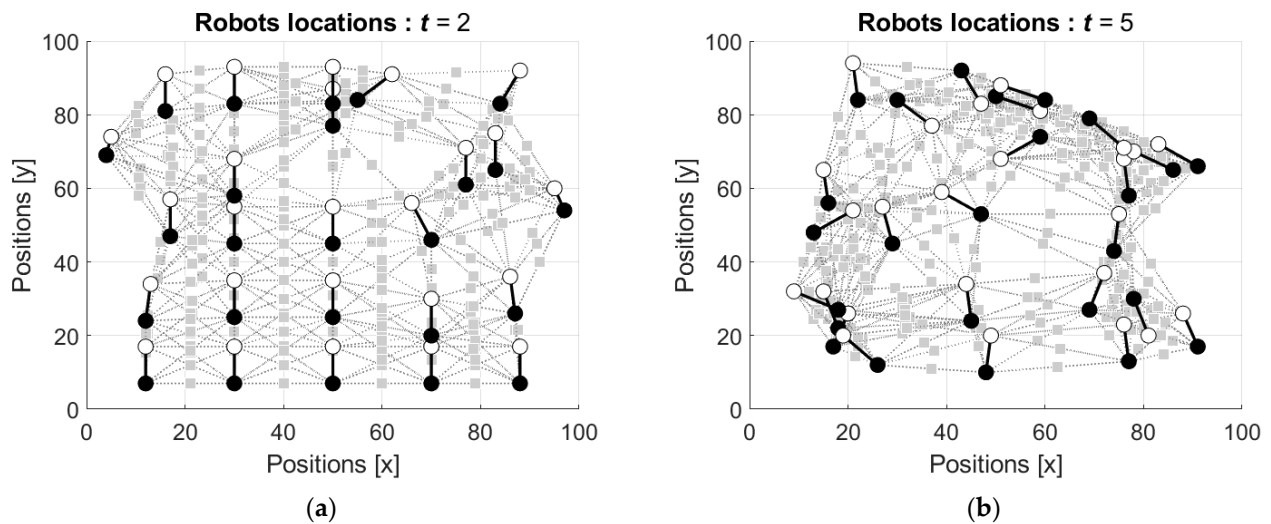 Robots locations : t = 2
100
80
60
40
20
0
Positions [y]
0 20 40 60 80 100
Positions [x]
(a)
Robots locations : t = 5
100
80
60
40
20
0
Positions [y]
0 20 40 60 80 100
Positions [x]
(b)